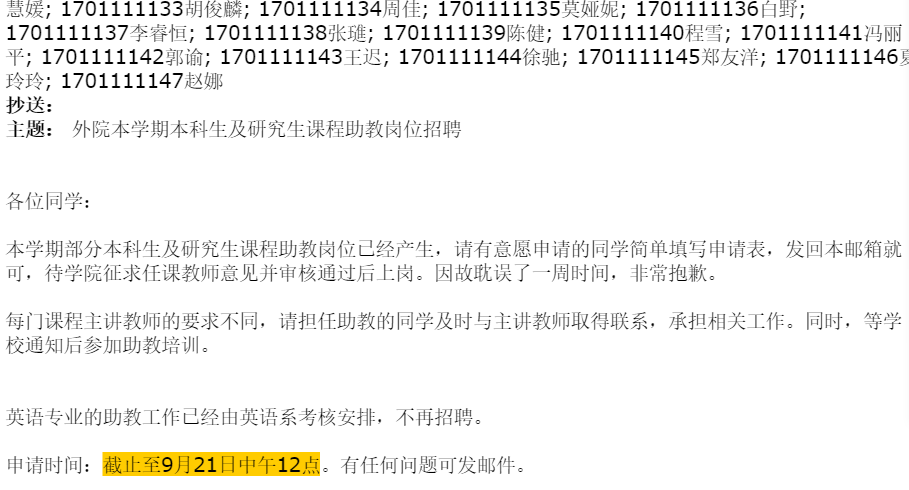 慧媛; 1701111133胡俊麟; 1701111134周佳; 1701111135莫娅妮; 1701111136白野;
1701111137李睿恒; 1701111138张琟; 1701111139陈健; 1701111140程雪; 1701111141冯丽
平; 1701111142郭谕; 1701111143王迟; 1701111144徐驰; 1701111145郑友洋; 1701111146夏
玲玲; 1701111147赵娜
抄送:
主题: 外院本学期本科生及研究生课程助教岗位招聘
各位同学:
本学期部分本科生及研究生课程助教岗位已经产生，请有意愿申请的同学简单填写申请表，发回本邮箱就
可，待学院征求任课教师意见并审核通过后上岗。因故耽误了一周时间，非常抱歉。
每门课程主讲教师的要求不同，请担任助教的同学及时与主讲教师取得联系，承担相关工作。同时，等学
校通知后参加助教培训。
英语专业的助教工作已经由英语系考核安排，不再招聘。
申请时间: 截止至9月21日中午12点。有任何问题可发邮件。